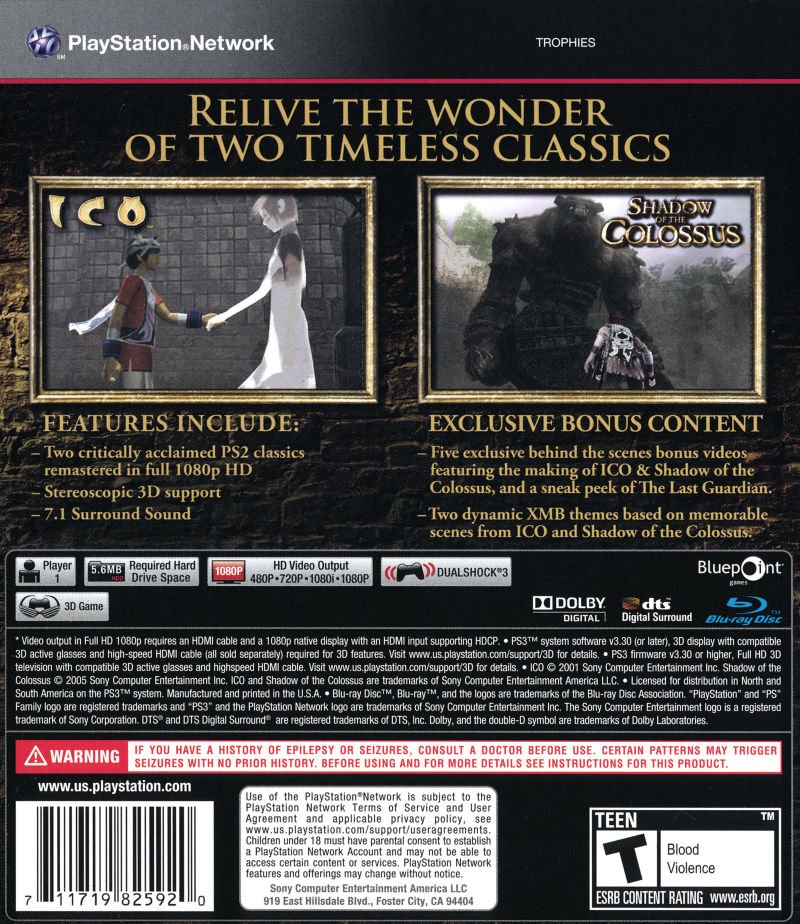 PlayStation®Network
SM
TROPHIES
RELIVE THE WONDER
OF TWO TIMELESS CLASSICS
ICO
SHADOW
OF THE
COLOSSUS
FEATURES INCLUDE:
– Two critically acclaimed PS2 classics
remastered in full 1080p HD
– Stereoscopic 3D support
– 7.1 Surround Sound
EXCLUSIVE BONUS CONTENT
– Five exclusive behind the scenes bonus videos
featuring the making of ICO & Shadow of the
Colossus, and a sneak peek of The Last Guardian.
– Two dynamic XMB themes based on memorable
scenes from ICO and Shadow of the Colossus.
Player
1
5.6MB
HDD
Required Hard
Drive Space
1080P
HD Video Output
480P•720P•1080i•1080P
DUALSHOCK®3
Bluepoint
games
3D Game
DOLBY
DIGITAL
dts
Digital Surround
Blu-ray Disc™
* Video output in Full HD 1080p requires an HDMI cable and a 1080p native display with an HDMI input supporting HDCP. • PS3™ system software v3.30 (or later), 3D display with compatible
3D active glasses and high-speed HDMI cable (all sold separately) required for 3D features. Visit www.us.playstation.com/support/3D for details. • PS3 firmware v3.30 or higher, Full HD 3D
television with compatible 3D active glasses and highspeed HDMI cable. Visit www.us.playstation.com/support/3D for details. • ICO © 2001 Sony Computer Entertainment Inc. Shadow of the
Colossus © 2005 Sony Computer Entertainment Inc. ICO and Shadow of the Colossus are trademarks of Sony Computer Entertainment America LLC. • Licensed for distribution in North and
South America on the PS3™ system. Manufactured and printed in the U.S.A. • Blu-ray Disc™, Blu-ray™, and the logos are trademarks of the Blu-ray Disc Association. "PlayStation" and "PS"
Family logo are registered trademarks and "PS3" and the PlayStation Network logo are trademarks of Sony Computer Entertainment Inc. The Sony Computer Entertainment logo is a registered
trademark of Sony Corporation. DTS® and DTS Digital Surround® are registered trademarks of DTS, Inc. Dolby, and the double-D symbol are trademarks of Dolby Laboratories.
WARNING
IF YOU HAVE A HISTORY OF EPILEPSY OR SEIZURES, CONSULT A DOCTOR BEFORE USE. CERTAIN PATTERNS MAY TRIGGER
SEIZURES WITH NO PRIOR HISTORY. BEFORE USING AND FOR MORE DETAILS SEE INSTRUCTIONS FOR THIS PRODUCT.
www.us.playstation.com
7 11719 82592 0
Use of the PlayStation®Network is subject to the
PlayStation Network Terms of Service and User
Agreement and applicable privacy policy, see
www.us.playstation.com/support/useragreements.
Children under 18 must have parental consent to establish
a PlayStation Network Account and may not be able to
access certain content or services. PlayStation Network
features and offerings may change without notice.
Sony Computer Entertainment America LLC
919 East Hillsdale Blvd., Foster City, CA 94404
TEEN
TM
T
Blood
Violence
ESRB CONTENT RATING www.esrb.org